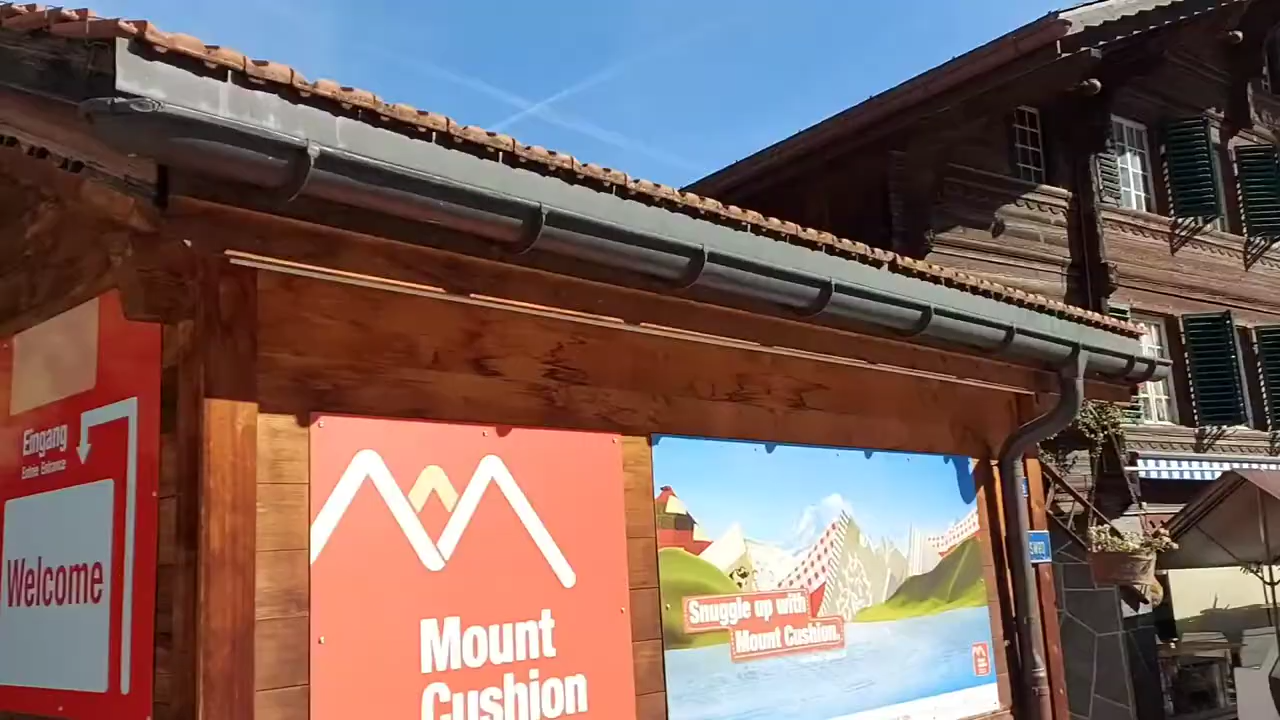 Eingang
Entrée Entrance
Welcome
Mount
Cushion
Snuggle up with
Mount Cushion.